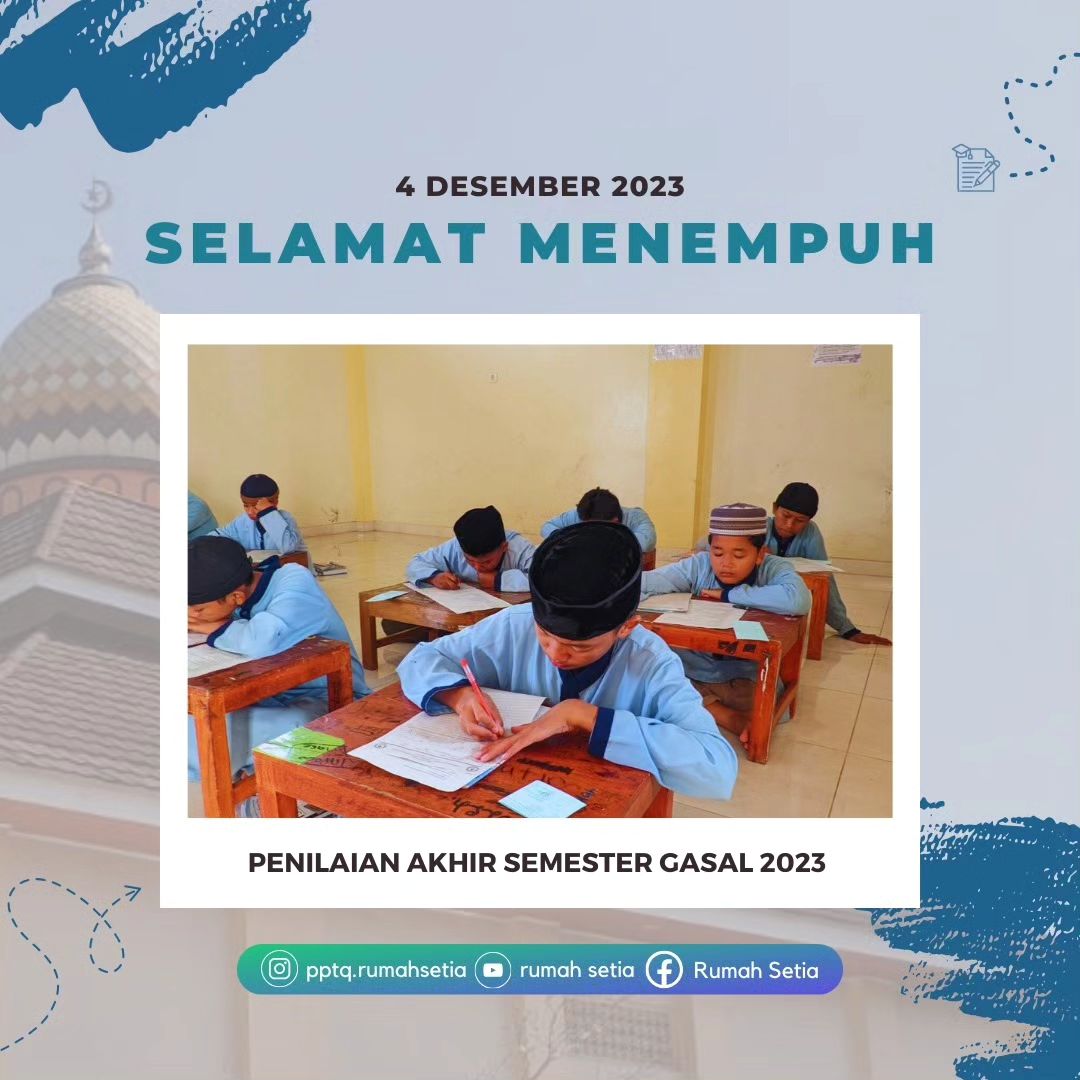 4 DESEMBER 2023
SELAMAT MENEMPUH
PENILAIAN AKHIR SEMESTER GASAL 2023
pptq.rumahsetia rumah setia Rumah Setia